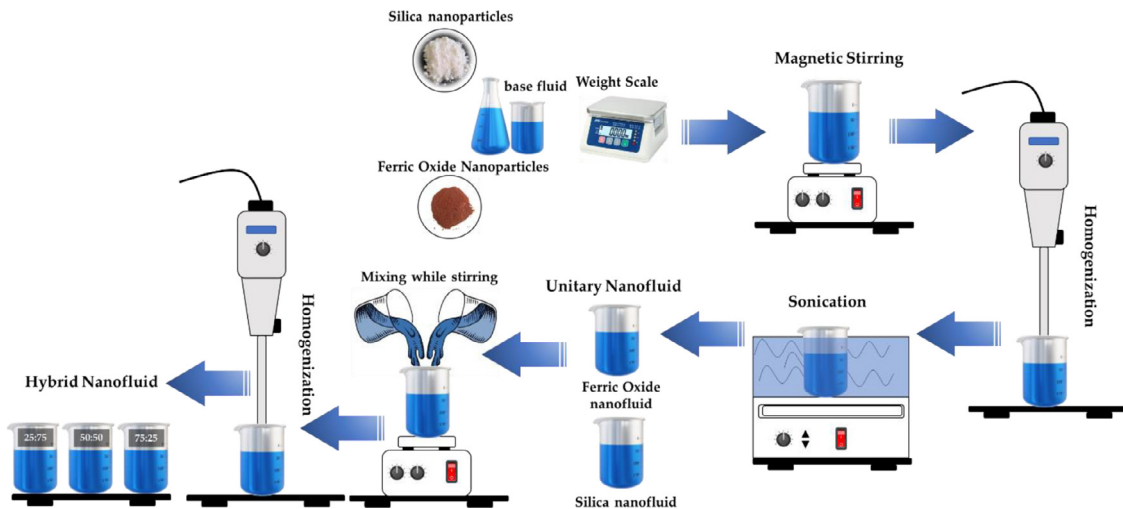 Silica nanoparticles
base fluid
Weight Scale
Ferric Oxide Nanoparticles
Magnetic Stirring
Homogenization
Sonication
Unitary Nanofluid
Ferric Oxide
nanofluid
Silica nanofluid
Mixing while stirring
Homogenization
Hybrid Nanofluid
25:75
50:50
75:25